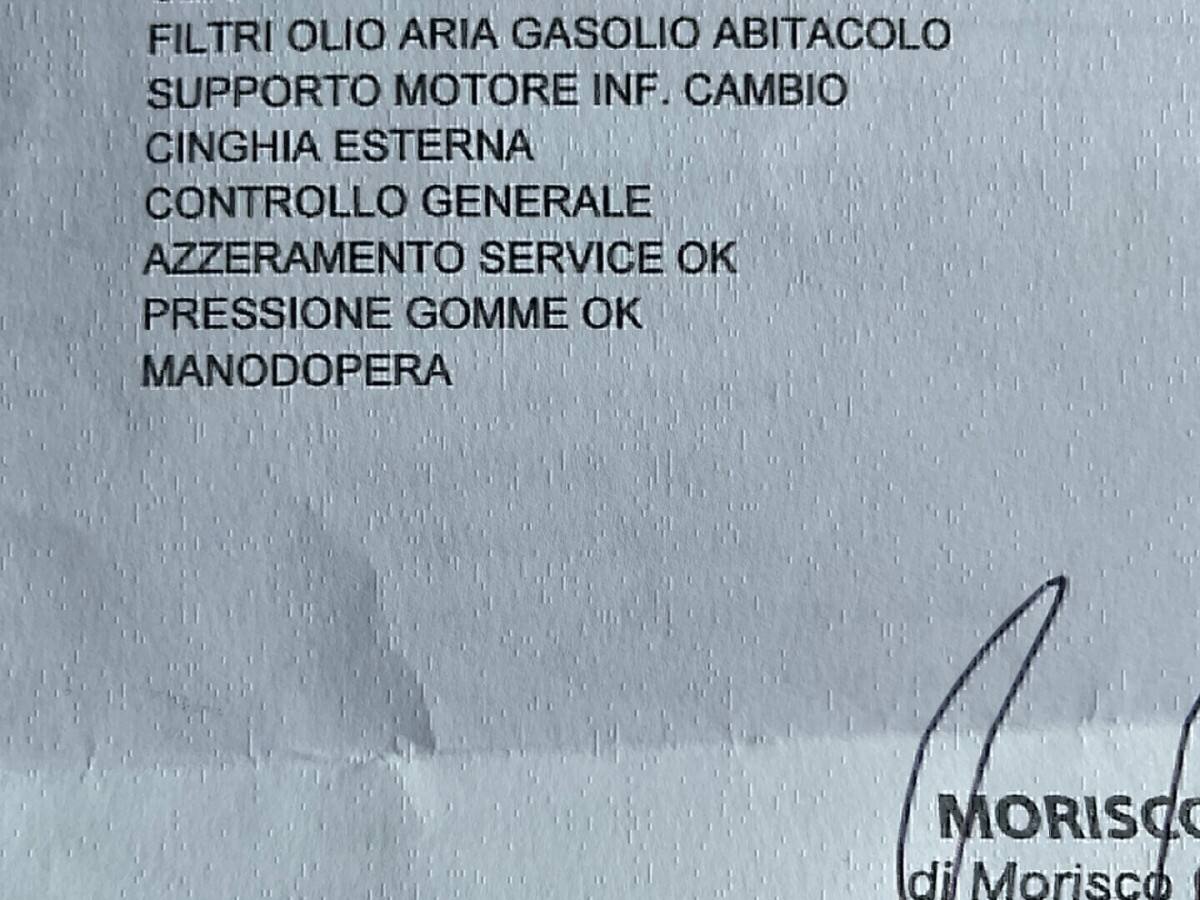 FILTRI OLIO ARIA GASOLIO ABITACOLO
SUPPORTO MOTORE INF. CAMBIO
CINGHIA ESTERNA
CONTROLLO GENERALE
AZZERAMENTO SERVICE OK
PRESSIONE GOMME OK
MANODOPERA
MORISCO
di Morisco